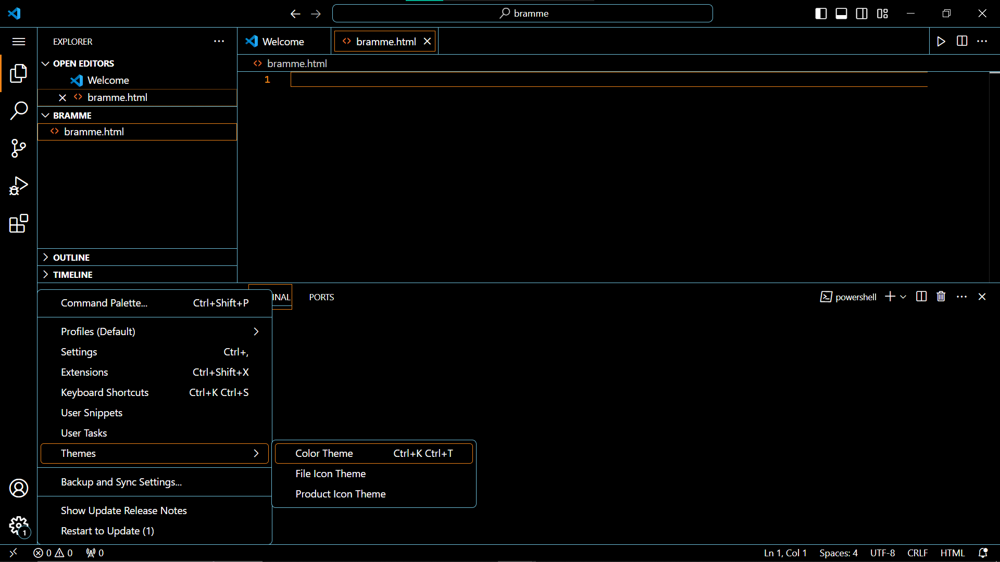 bramme
EXPLORER
Welcome
bramme.html
OPEN EDITORS
bramme.html
Welcome
1
bramme.html
BRAMME
bramme.html
OUTLINE
TIMELINE
INAL
PORTS
powershell
Command Palette... Ctrl+Shift+P
Profiles (Default)
Settings Ctrl+,
Extensions Ctrl+Shift+X
Keyboard Shortcuts Ctrl+K Ctrl+S
User Snippets
User Tasks
Themes
Color Theme Ctrl+K Ctrl+T
File Icon Theme
Backup and Sync Settings...
Product Icon Theme
Show Update Release Notes
Restart to Update (1)
1
0 0 0
Ln 1, Col 1 Spaces: 4 UTF-8 CRLF HTML